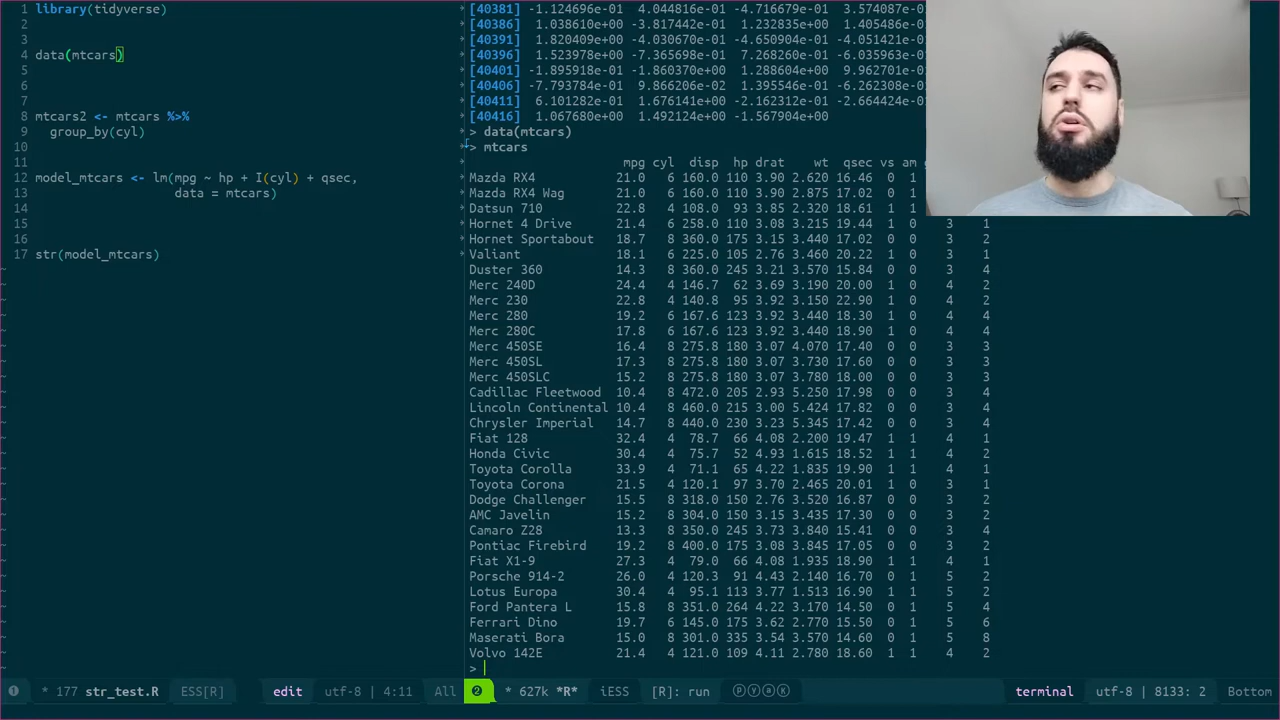 1 library(tidyverse)
2
3
4 data(mtcars)
5
6
7
8 mtcars2 <- mtcars %>%
9   group_by(cyl)
10
11
12 model_mtcars <- lm(mpg ~ hp + I(cyl) + qsec,
13                    data = mtcars)
14
15
16
17 str(model_mtcars)
[40381] -1.124696e-01 4.044816e-01 -4.716679e-01 3.574087e-
[40386] 1.038610e+00 -3.817442e-01 1.232835e+00 1.405486e-
[40391] 1.820409e+00 -4.030670e-01 -4.650904e-01 -4.051421e-
[40396] 1.523978e+00 -7.365698e-01 7.268260e-01 -6.035963e-
[40401] -1.895918e-01 -1.860370e+00 1.288604e+00 9.962701e-
[40406] -7.793784e-01 9.866206e-02 1.395546e+00 -6.262308e-
[40411] 6.101282e-01 1.676141e+00 -2.162312e-01 -2.664424e-
[40416] 1.067680e+00 1.492124e+00 -1.567904e+00
> data(mtcars)
> mtcars
mpg cyl disp hp drat wt qsec vs am
Mazda RX4 21.0 6 160.0 110 3.90 2.620 16.46 0 1
Mazda RX4 Wag 21.0 6 160.0 110 3.90 2.875 17.02 0 1
Datsun 710 22.8 4 108.0 93 3.85 2.320 18.61 1 1
Hornet 4 Drive 21.4 6 258.0 110 3.08 3.215 19.44 1 0 3 1
Hornet Sportabout 18.7 8 360.0 175 3.15 3.440 17.02 0 0 3 2
Valiant 18.1 6 225.0 105 2.76 3.460 20.22 1 0 3 1
Duster 360 14.3 8 360.0 245 3.21 3.570 15.84 0 0 3 4
Merc 240D 24.4 4 146.7 62 3.69 3.190 20.00 1 0 4 2
Merc 230 22.8 4 140.8 95 3.92 3.150 22.90 1 0 4 2
Merc 280 19.2 6 167.6 123 3.92 3.440 18.30 1 0 4 4
Merc 280C 17.8 6 167.6 123 3.92 3.440 18.90 1 0 4 4
Merc 450SE 16.4 8 275.8 180 3.07 4.070 17.40 0 0 3 3
Merc 450SL 17.3 8 275.8 180 3.07 3.730 17.60 0 0 3 3
Merc 450SLC 15.2 8 275.8 180 3.07 3.780 18.00 0 0 3 3
Cadillac Fleetwood 10.4 8 472.0 205 2.93 5.250 17.98 0 0 3 4
Lincoln Continental 10.4 8 460.0 215 3.00 5.424 17.82 0 0 3 4
Chrysler Imperial 14.7 8 440.0 230 3.23 5.345 17.42 0 0 3 4
Fiat 128 32.4 4 78.7 66 4.08 2.200 19.47 1 1 4 1
Honda Civic 30.4 4 75.7 52 4.93 1.615 18.52 1 1 4 2
Toyota Corolla 33.9 4 71.1 65 4.22 1.835 19.90 1 1 4 1
Toyota Corona 21.5 4 120.1 97 3.70 2.465 20.01 1 0 3 1
Dodge Challenger 15.5 8 318.0 150 2.76 3.520 16.87 0 0 3 2
AMC Javelin 15.2 8 304.0 150 3.15 3.435 17.30 0 0 3 2
Camaro Z28 13.3 8 350.0 245 3.73 3.840 15.41 0 0 3 4
Pontiac Firebird 19.2 8 400.0 175 3.08 3.845 17.05 0 0 3 2
Fiat X1-9 27.3 4 79.0 66 4.08 1.935 18.90 1 1 4 1
Porsche 914-2 26.0 4 120.3 91 4.43 2.140 16.70 0 1 5 2
Lotus Europa 30.4 4 95.1 113 3.77 1.513 16.90 1 1 5 2
Ford Pantera L 15.8 8 351.0 264 4.22 3.170 14.50 0 1 5 4
Ferrari Dino 19.7 6 145.0 175 3.62 2.770 15.50 0 1 5 6
Maserati Bora 15.0 8 301.0 335 3.54 3.570 14.60 0 1 5 8
Volvo 142E 21.4 4 121.0 109 4.11 2.780 18.60 1 1 4 2
>
❶ * 177 str_test.R ESS[R] edit utf-8 | 4:11 All
❷ * 627k *R* iESS [R]: run ⓟⓨⓐⓚ terminal utf-8 | 8133: 2 Bottom